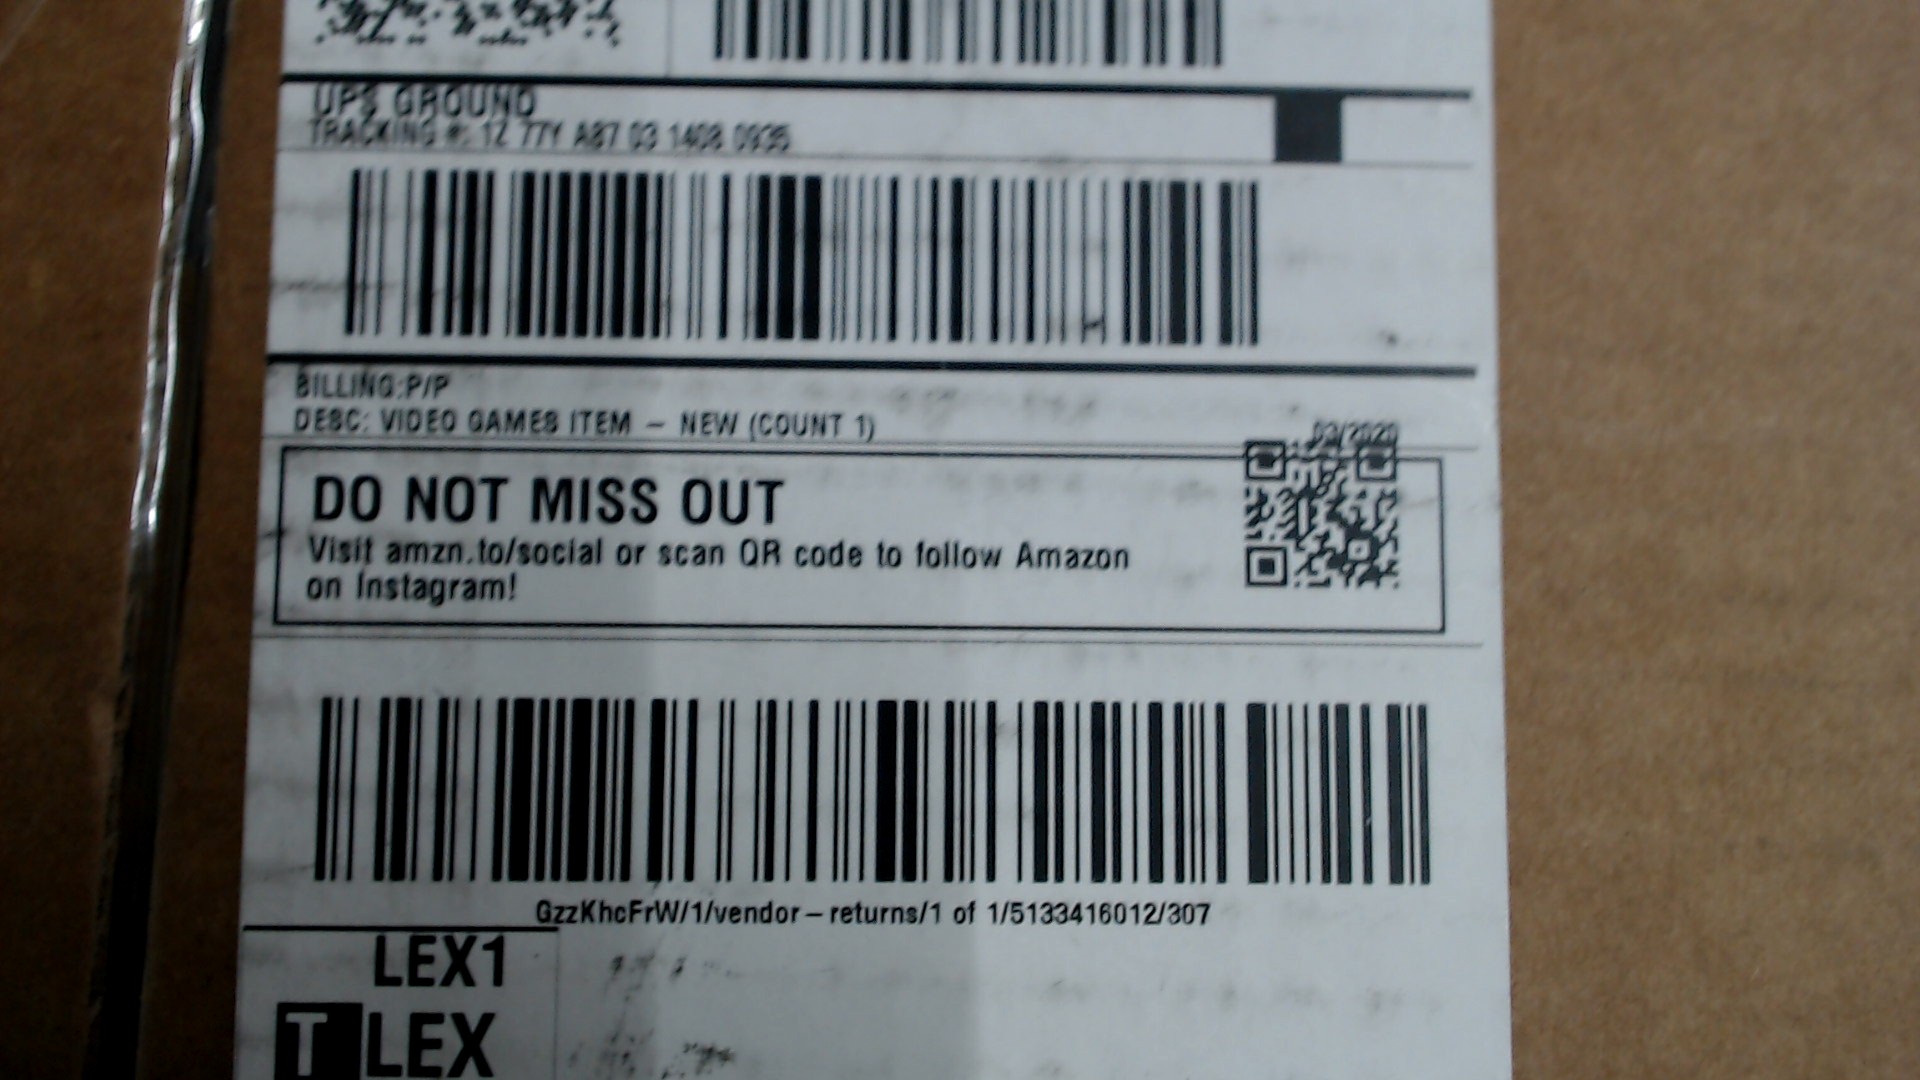 UPS GROUND
TRACKING #: 1Z 77Y A87 03 1408 0935
BILLING:P/P
DESC: VIDEO GAMES ITEM – NEW (COUNT 1)
03/2020
DO NOT MISS OUT
Visit amzn.to/social or scan QR code to follow Amazon
on Instagram!
GzzKhcFrW/1/vendor–returns/1 of 1/5133416012/307
LEX1
T LEX